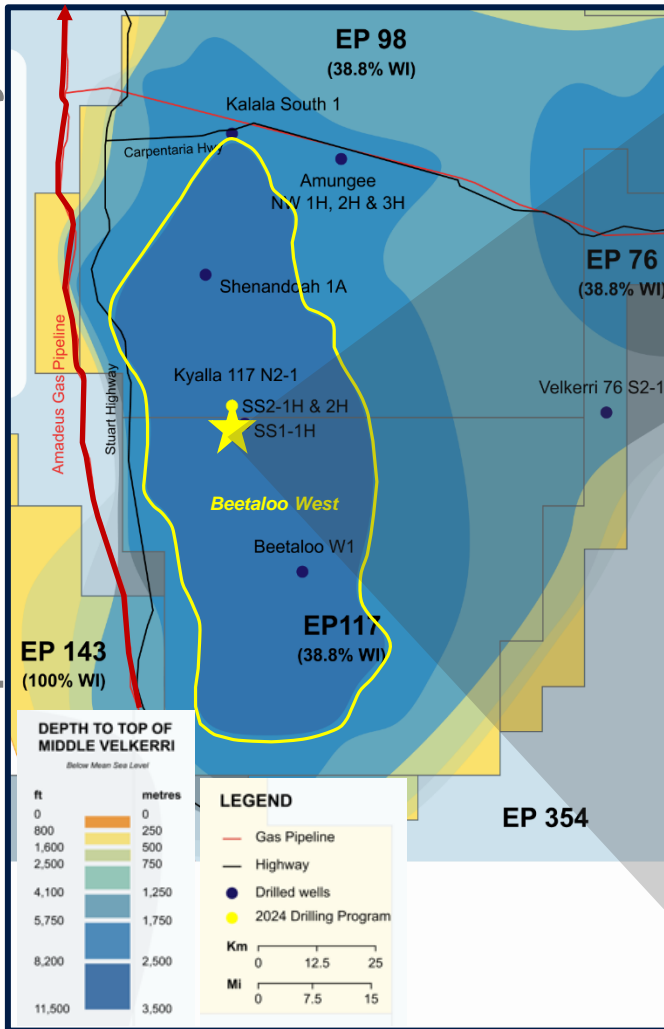 EP 98
(38.8% WI)
Kalala South 1
Carpentaria Hwy
Amungee
NW 1H, 2H & 3H
EP 76
(38.8% WI)
Shenandoah 1A
Amadeus Gas Pipeline
Stuart Highway
Kyalla 117 N2-1
SS2-1H & 2H
SS1-1H
Velkerri 76 S2-1
Beetaloo West
Beetaloo W1
EP117
(38.8% WI)
EP 143
(100% WI)
EP 354
DEPTH TO TOP OF
MIDDLE VELKERRI
Below Mean Sea Level
ft metres
0 0
800 250
1,600 500
2,500 750
4,100 1,250
5,750 1,750
8,200 2,500
11,500 3,500
LEGEND
Gas Pipeline
Highway
Drilled wells
2024 Drilling Program
Km
0 12.5 25
Mi
0 7.5 15